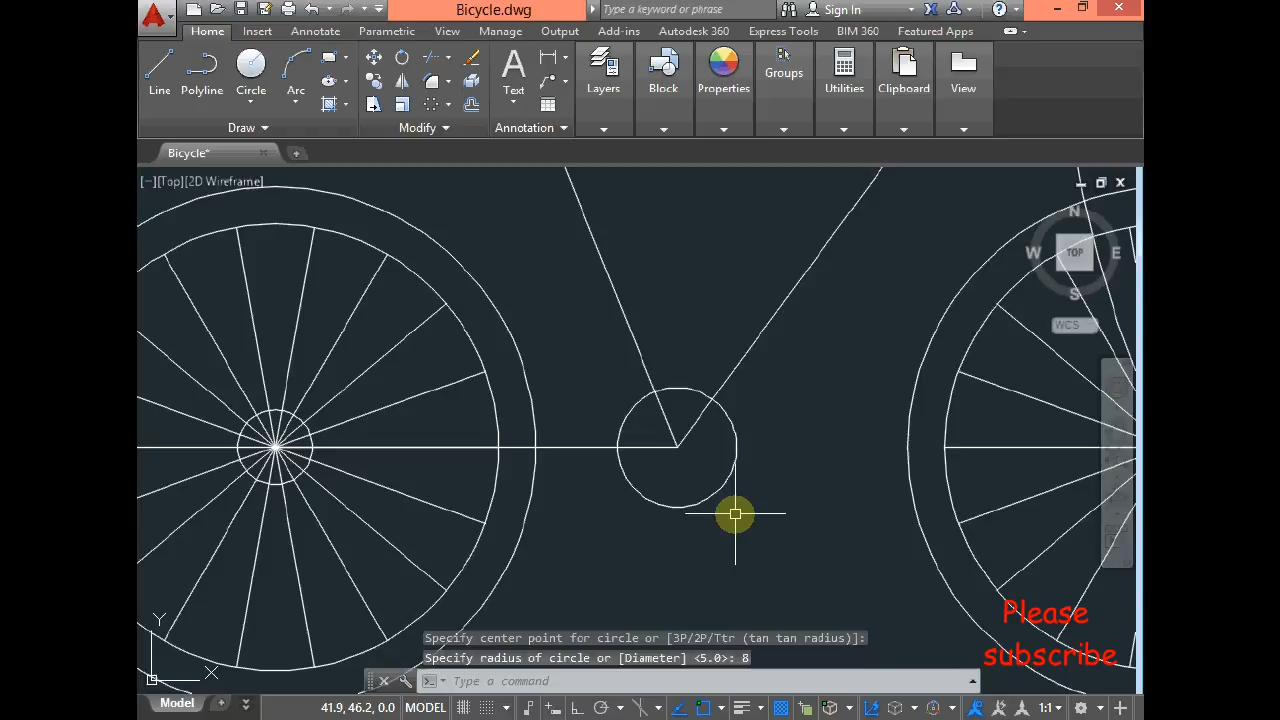 Bicycle.dwg
Type a keyword or phrase
Sign In
Home Insert Annotate Parametric View Manage Output Add-ins Autodesk 360 Express Tools BIM 360 Featured Apps
Line Polyline Circle Arc
Text
Layers Block Properties Groups Utilities Clipboard View
Draw Modify Annotation
Bicycle*
[−][Top][2D Wireframe]
N
W TOP E
S
WCS
Please
subscribe
Specify center point for circle or [3P/2P/Ttr (tan tan radius)]:
Specify radius of circle or [Diameter] <5.0>: 8
Type a command
Y
X
Model
41.9, 46.2, 0.0 MODEL 1:1